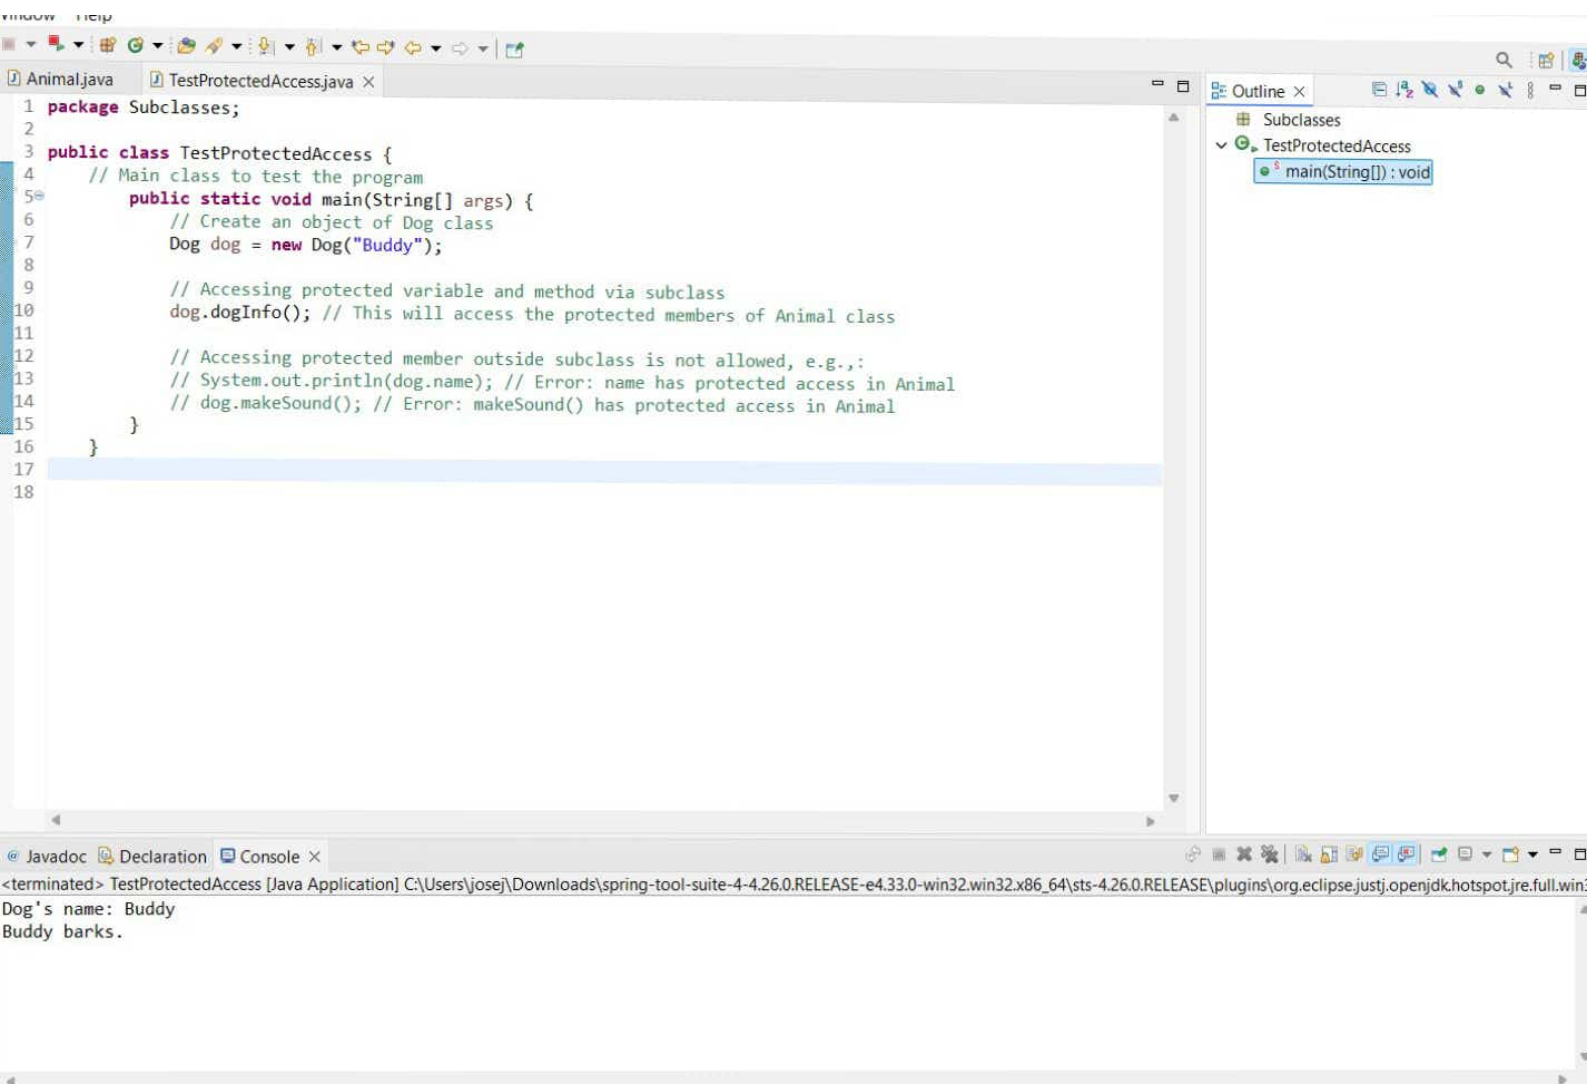 Window Help
Animal.java TestProtectedAccess.java
1 package Subclasses;
2
3 public class TestProtectedAccess {
4 // Main class to test the program
5 public static void main(String[] args) {
6 // Create an object of Dog class
7 Dog dog = new Dog("Buddy");
8
9 // Accessing protected variable and method via subclass
10 dog.dogInfo(); // This will access the protected members of Animal class
11
12 // Accessing protected member outside subclass is not allowed, e.g.,:
13 // System.out.println(dog.name); // Error: name has protected access in Animal
14 // dog.makeSound(); // Error: makeSound() has protected access in Animal
15 }
16 }
17
18
Outline
Subclasses
TestProtectedAccess
main(String[]) : void
@ Javadoc Declaration Console
<terminated> TestProtectedAccess [Java Application] C:\Users\josej\Downloads\spring-tool-suite-4-4.26.0.RELEASE-e4.33.0-win32.win32.x86_64\sts-4.26.0.RELEASE\plugins\org.eclipse.justj.openjdk.hotspot.jre.full.win3
Dog's name: Buddy
Buddy barks.